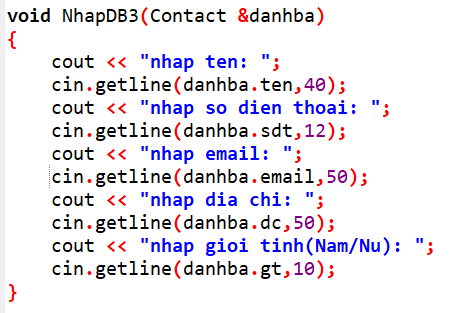 void NhapDB3(Contact &danhba)
{
    cout << "nhap ten: ";
    cin.getline(danhba.ten,40);
    cout << "nhap so dien thoai: ";
    cin.getline(danhba.sdt,12);
    cout << "nhap email: ";
    cin.getline(danhba.email,50);
    cout << "nhap dia chi: ";
    cin.getline(danhba.dc,50);
    cout << "nhap gioi tinh(Nam/Nu): ";
    cin.getline(danhba.gt,10);
}